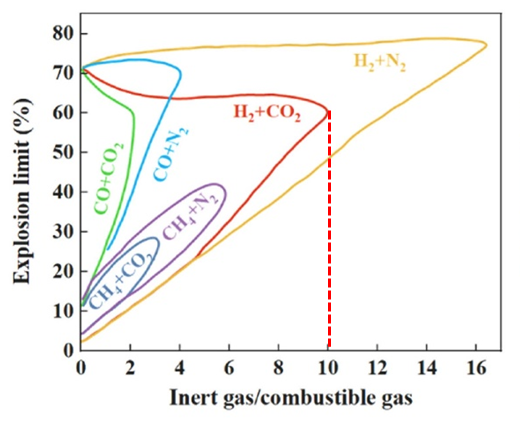 Explosion limit (%)
80
70
60
50
40
30
20
10
0
H₂+N₂
H₂+CO₂
CO+CO₂
CO+N₂
CH₄+N₂
CH₄+CO₂
0 2 4 6 8 10 12 14 16
Inert gas/combustible gas